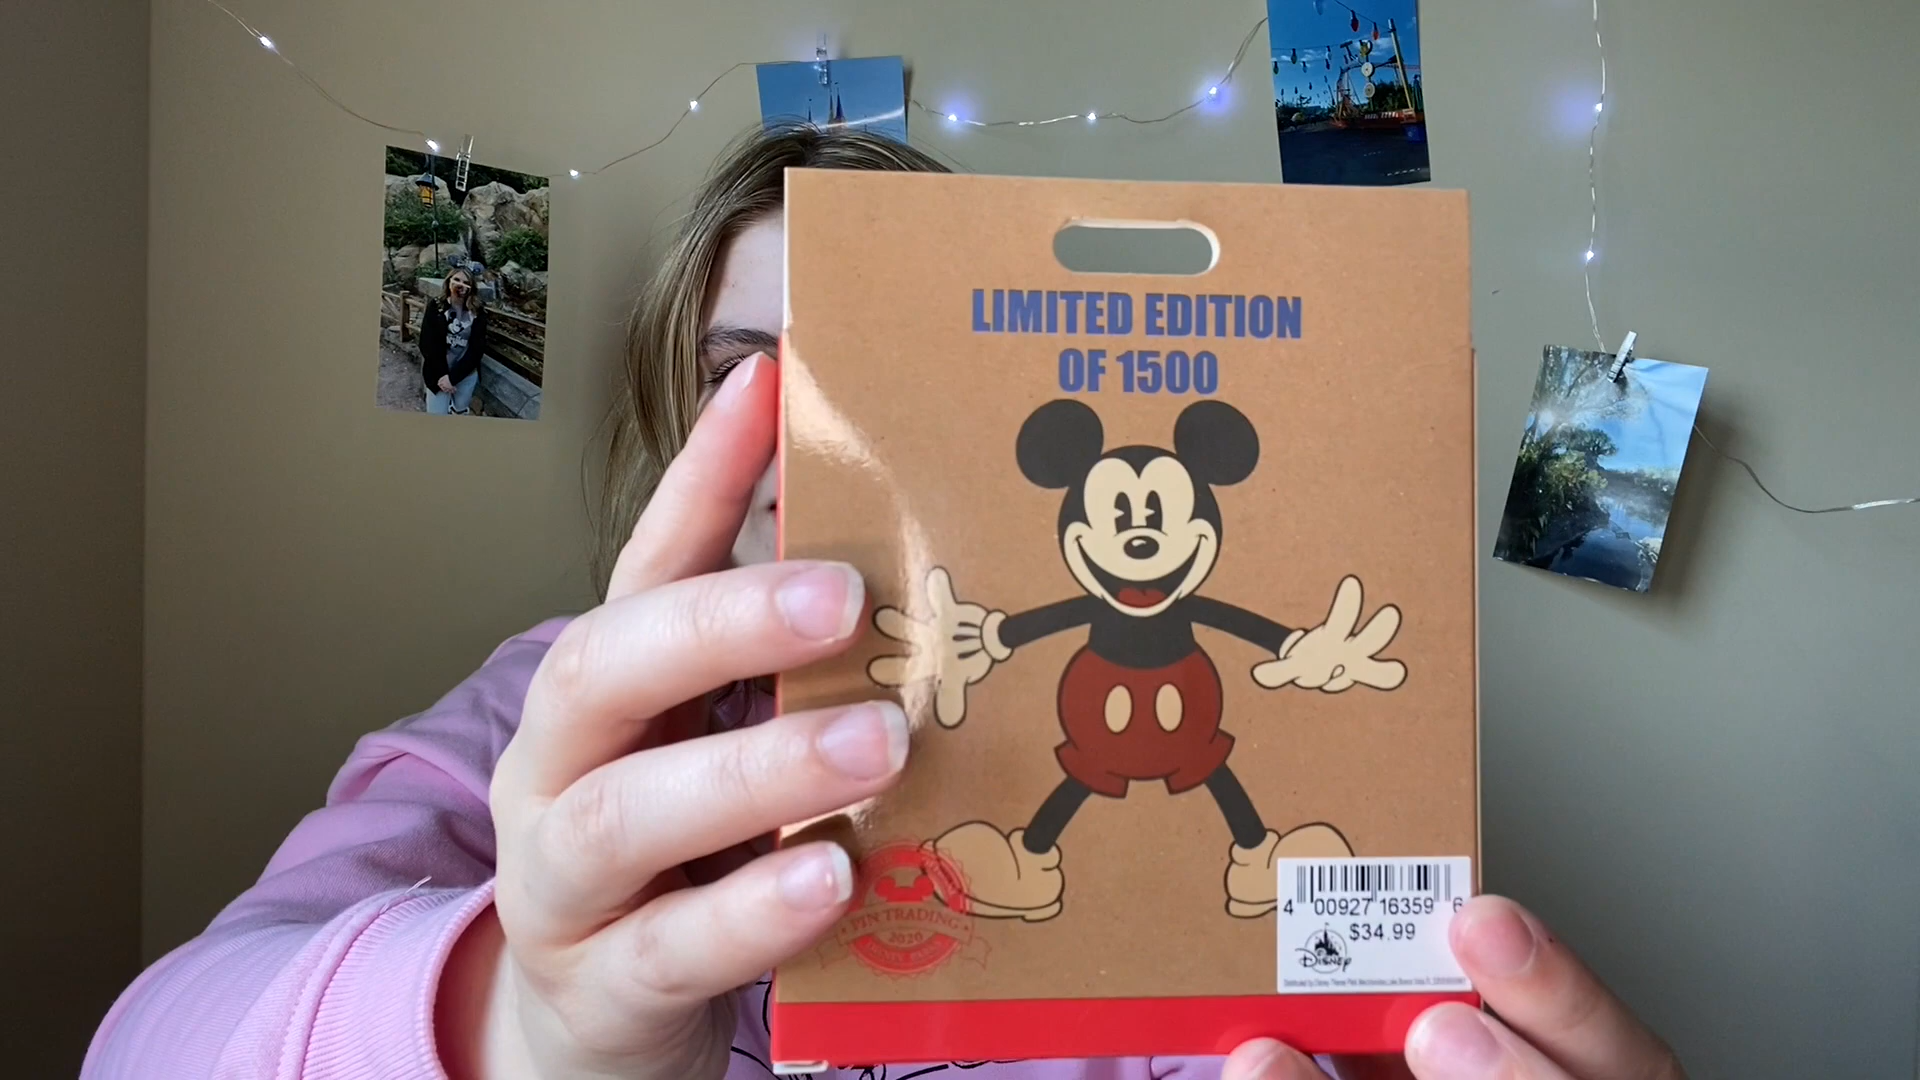 LIMITED EDITION
OF 1500
PIN TRADING
2020
4 00927 16359 6
$34.99
Disney